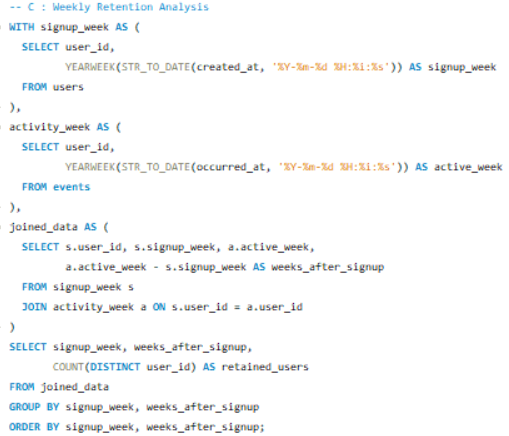 -- C : Weekly Retention Analysis
WITH signup_week AS (
SELECT user_id,
YEARWEEK(STR_TO_DATE(created_at, '%Y-%m-%d %H:%i:%s')) AS signup_week
FROM users
),
activity_week AS (
SELECT user_id,
YEARWEEK(STR_TO_DATE(occurred_at, '%Y-%m-%d %H:%i:%s')) AS active_week
FROM events
),
joined_data AS (
SELECT s.user_id, s.signup_week, a.active_week,
a.active_week - s.signup_week AS weeks_after_signup
FROM signup_week s
JOIN activity_week a ON s.user_id = a.user_id
)
SELECT signup_week, weeks_after_signup,
COUNT(DISTINCT user_id) AS retained_users
FROM joined_data
GROUP BY signup_week, weeks_after_signup
ORDER BY signup_week, weeks_after_signup;